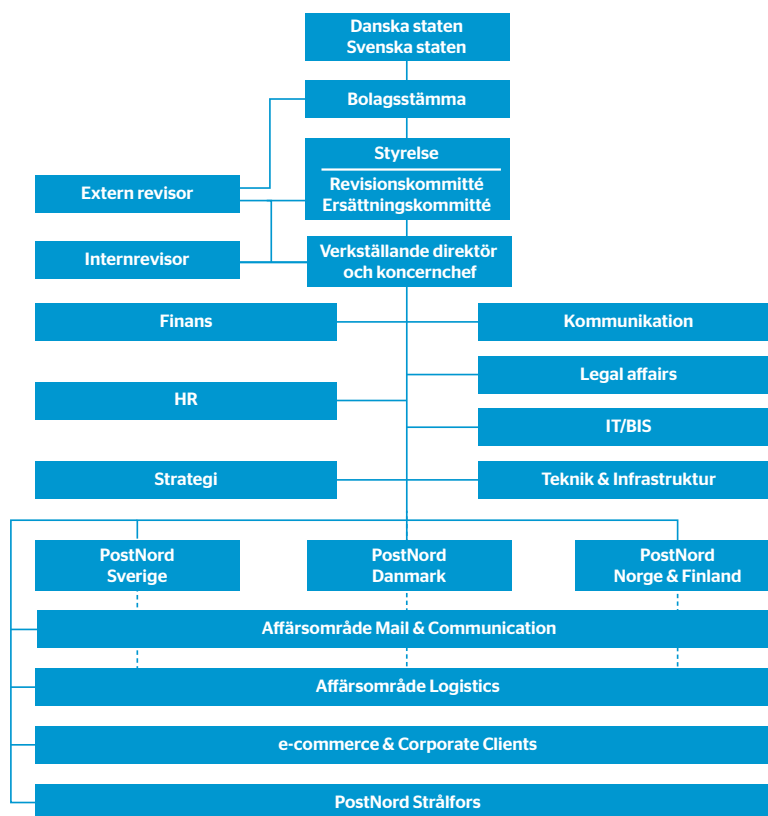 Danska staten
Svenska staten
Bolagsstämma
Styrelse
Revisionskommitté
Ersättningskommitté
Extern revisor
Internrevisor
Verkställande direktör
och koncernchef
Finans
Kommunikation
Legal affairs
HR
IT/BIS
Strategi
Teknik & Infrastruktur
PostNord
Sverige
PostNord
Danmark
PostNord
Norge & Finland
Affärsområde Mail & Communication
Affärsområde Logistics
e-commerce & Corporate Clients
PostNord Strålfors